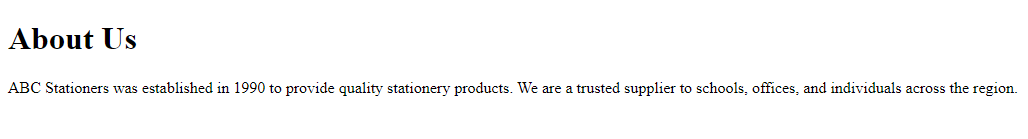 About Us
ABC Stationers was established in 1990 to provide quality stationery products. We are a trusted supplier to schools, offices, and individuals across the region.